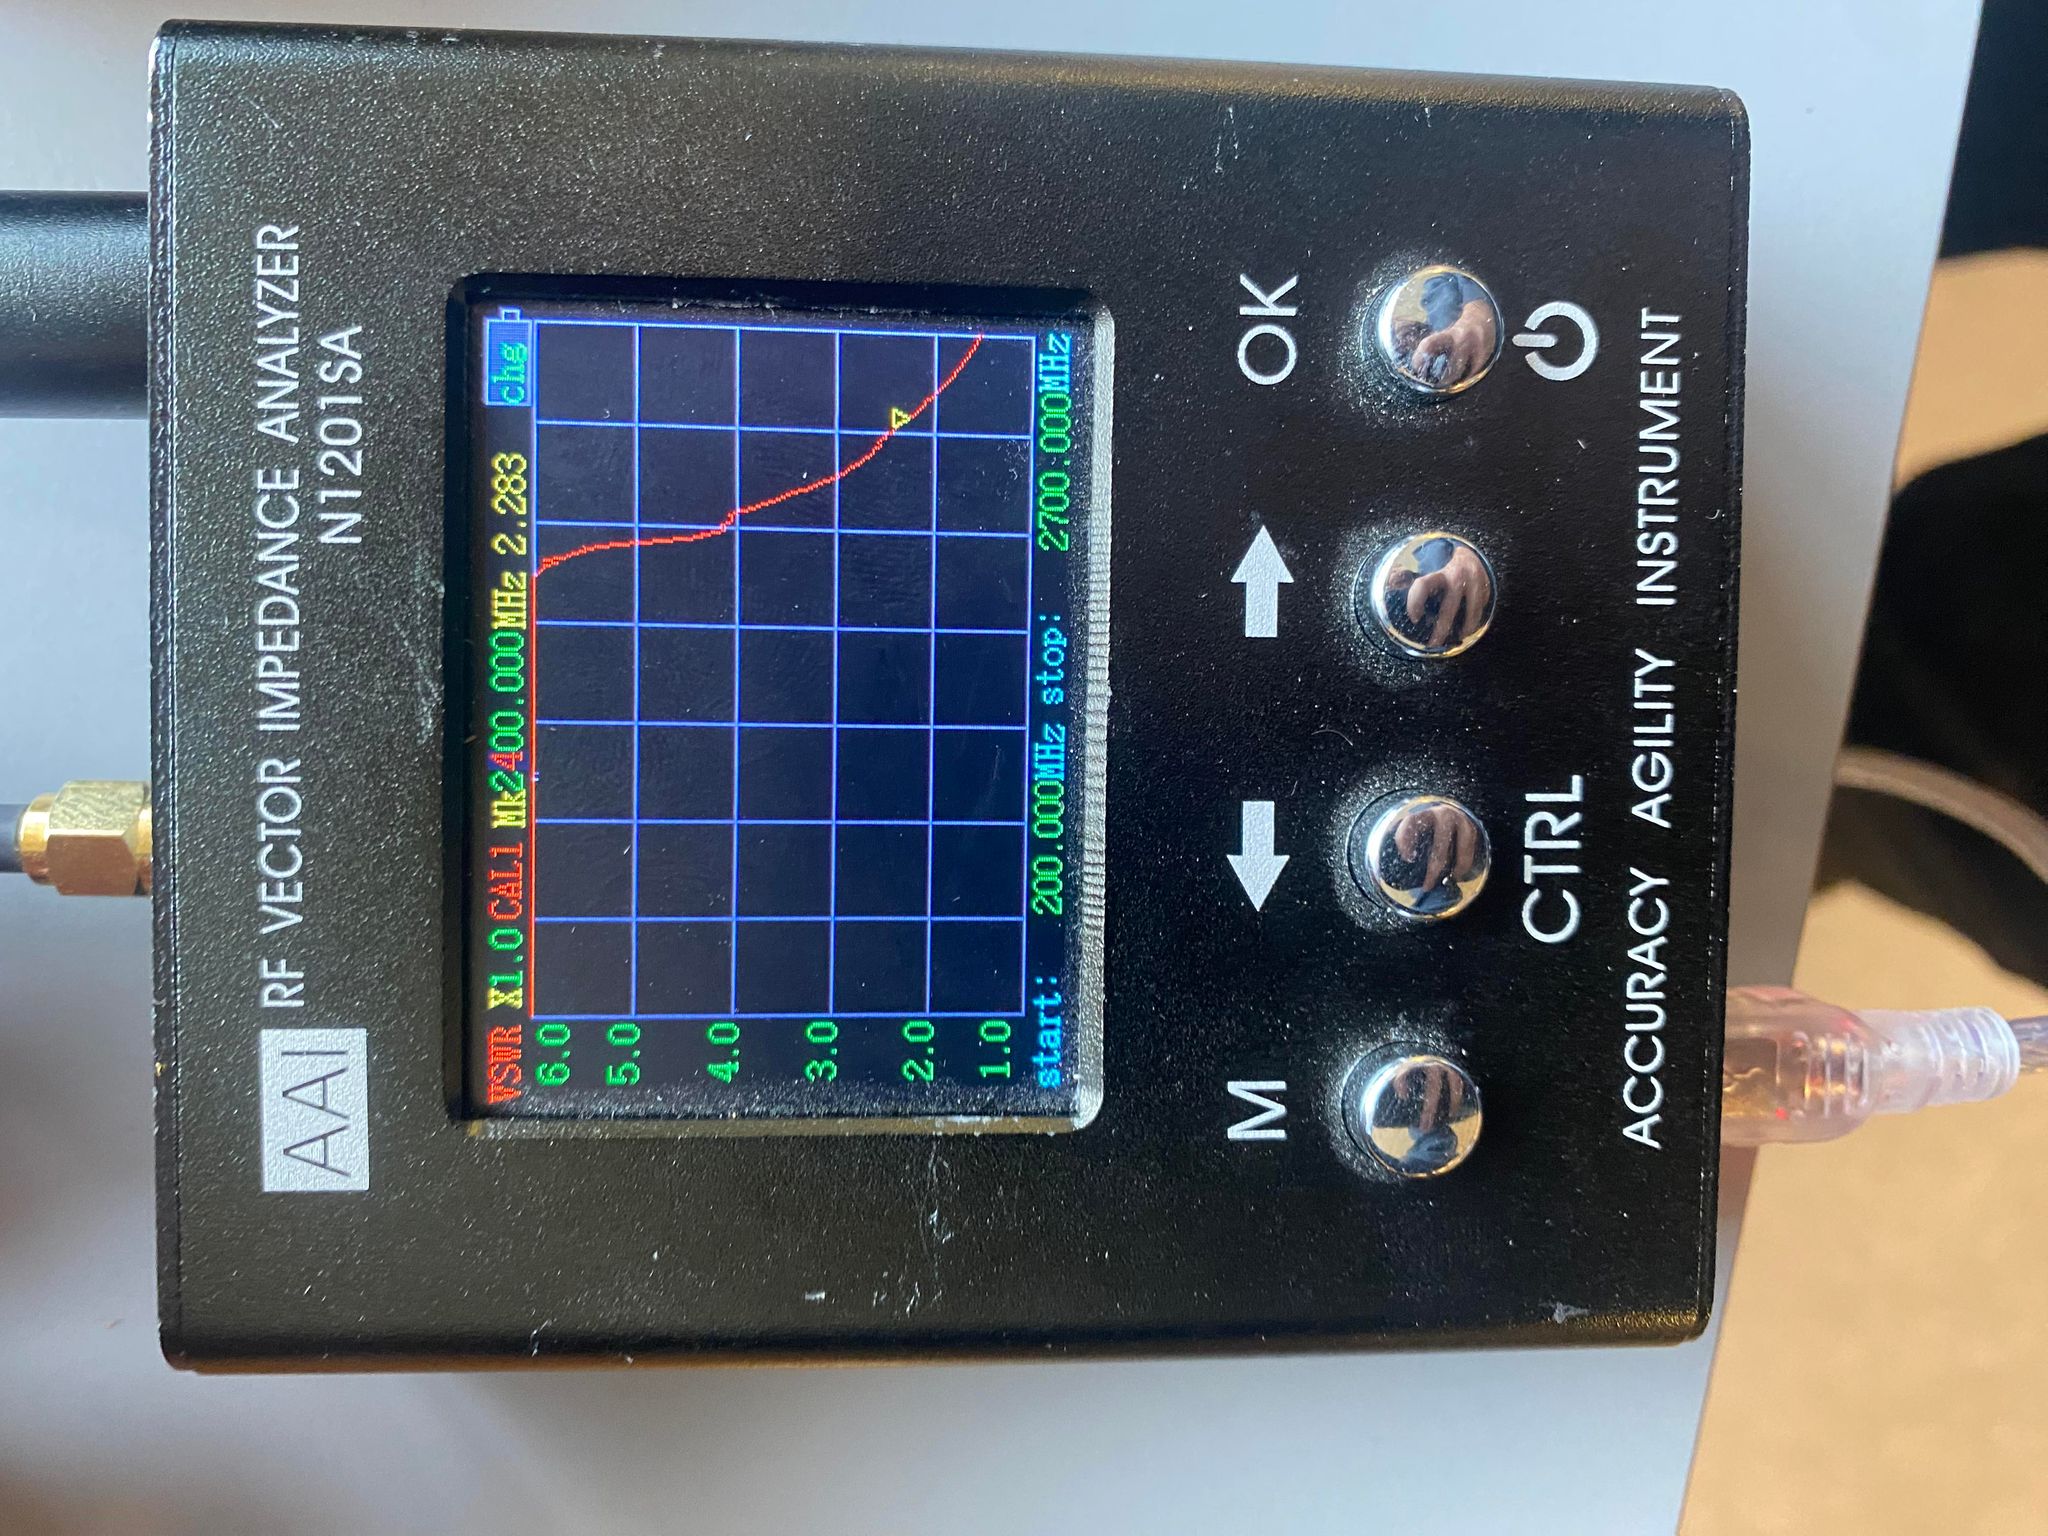 AAI RF VECTOR IMPEDANCE ANALYZER
N1201SA
VSWR X1.0 CAL1 Mk2400.000MHz 2.283 chg
6.0
5.0
4.0
3.0
2.0
1.0
start: 200.000MHz stop: 2700.000MHz
M OK
CTRL
ACCURACY AGILITY INSTRUMENT